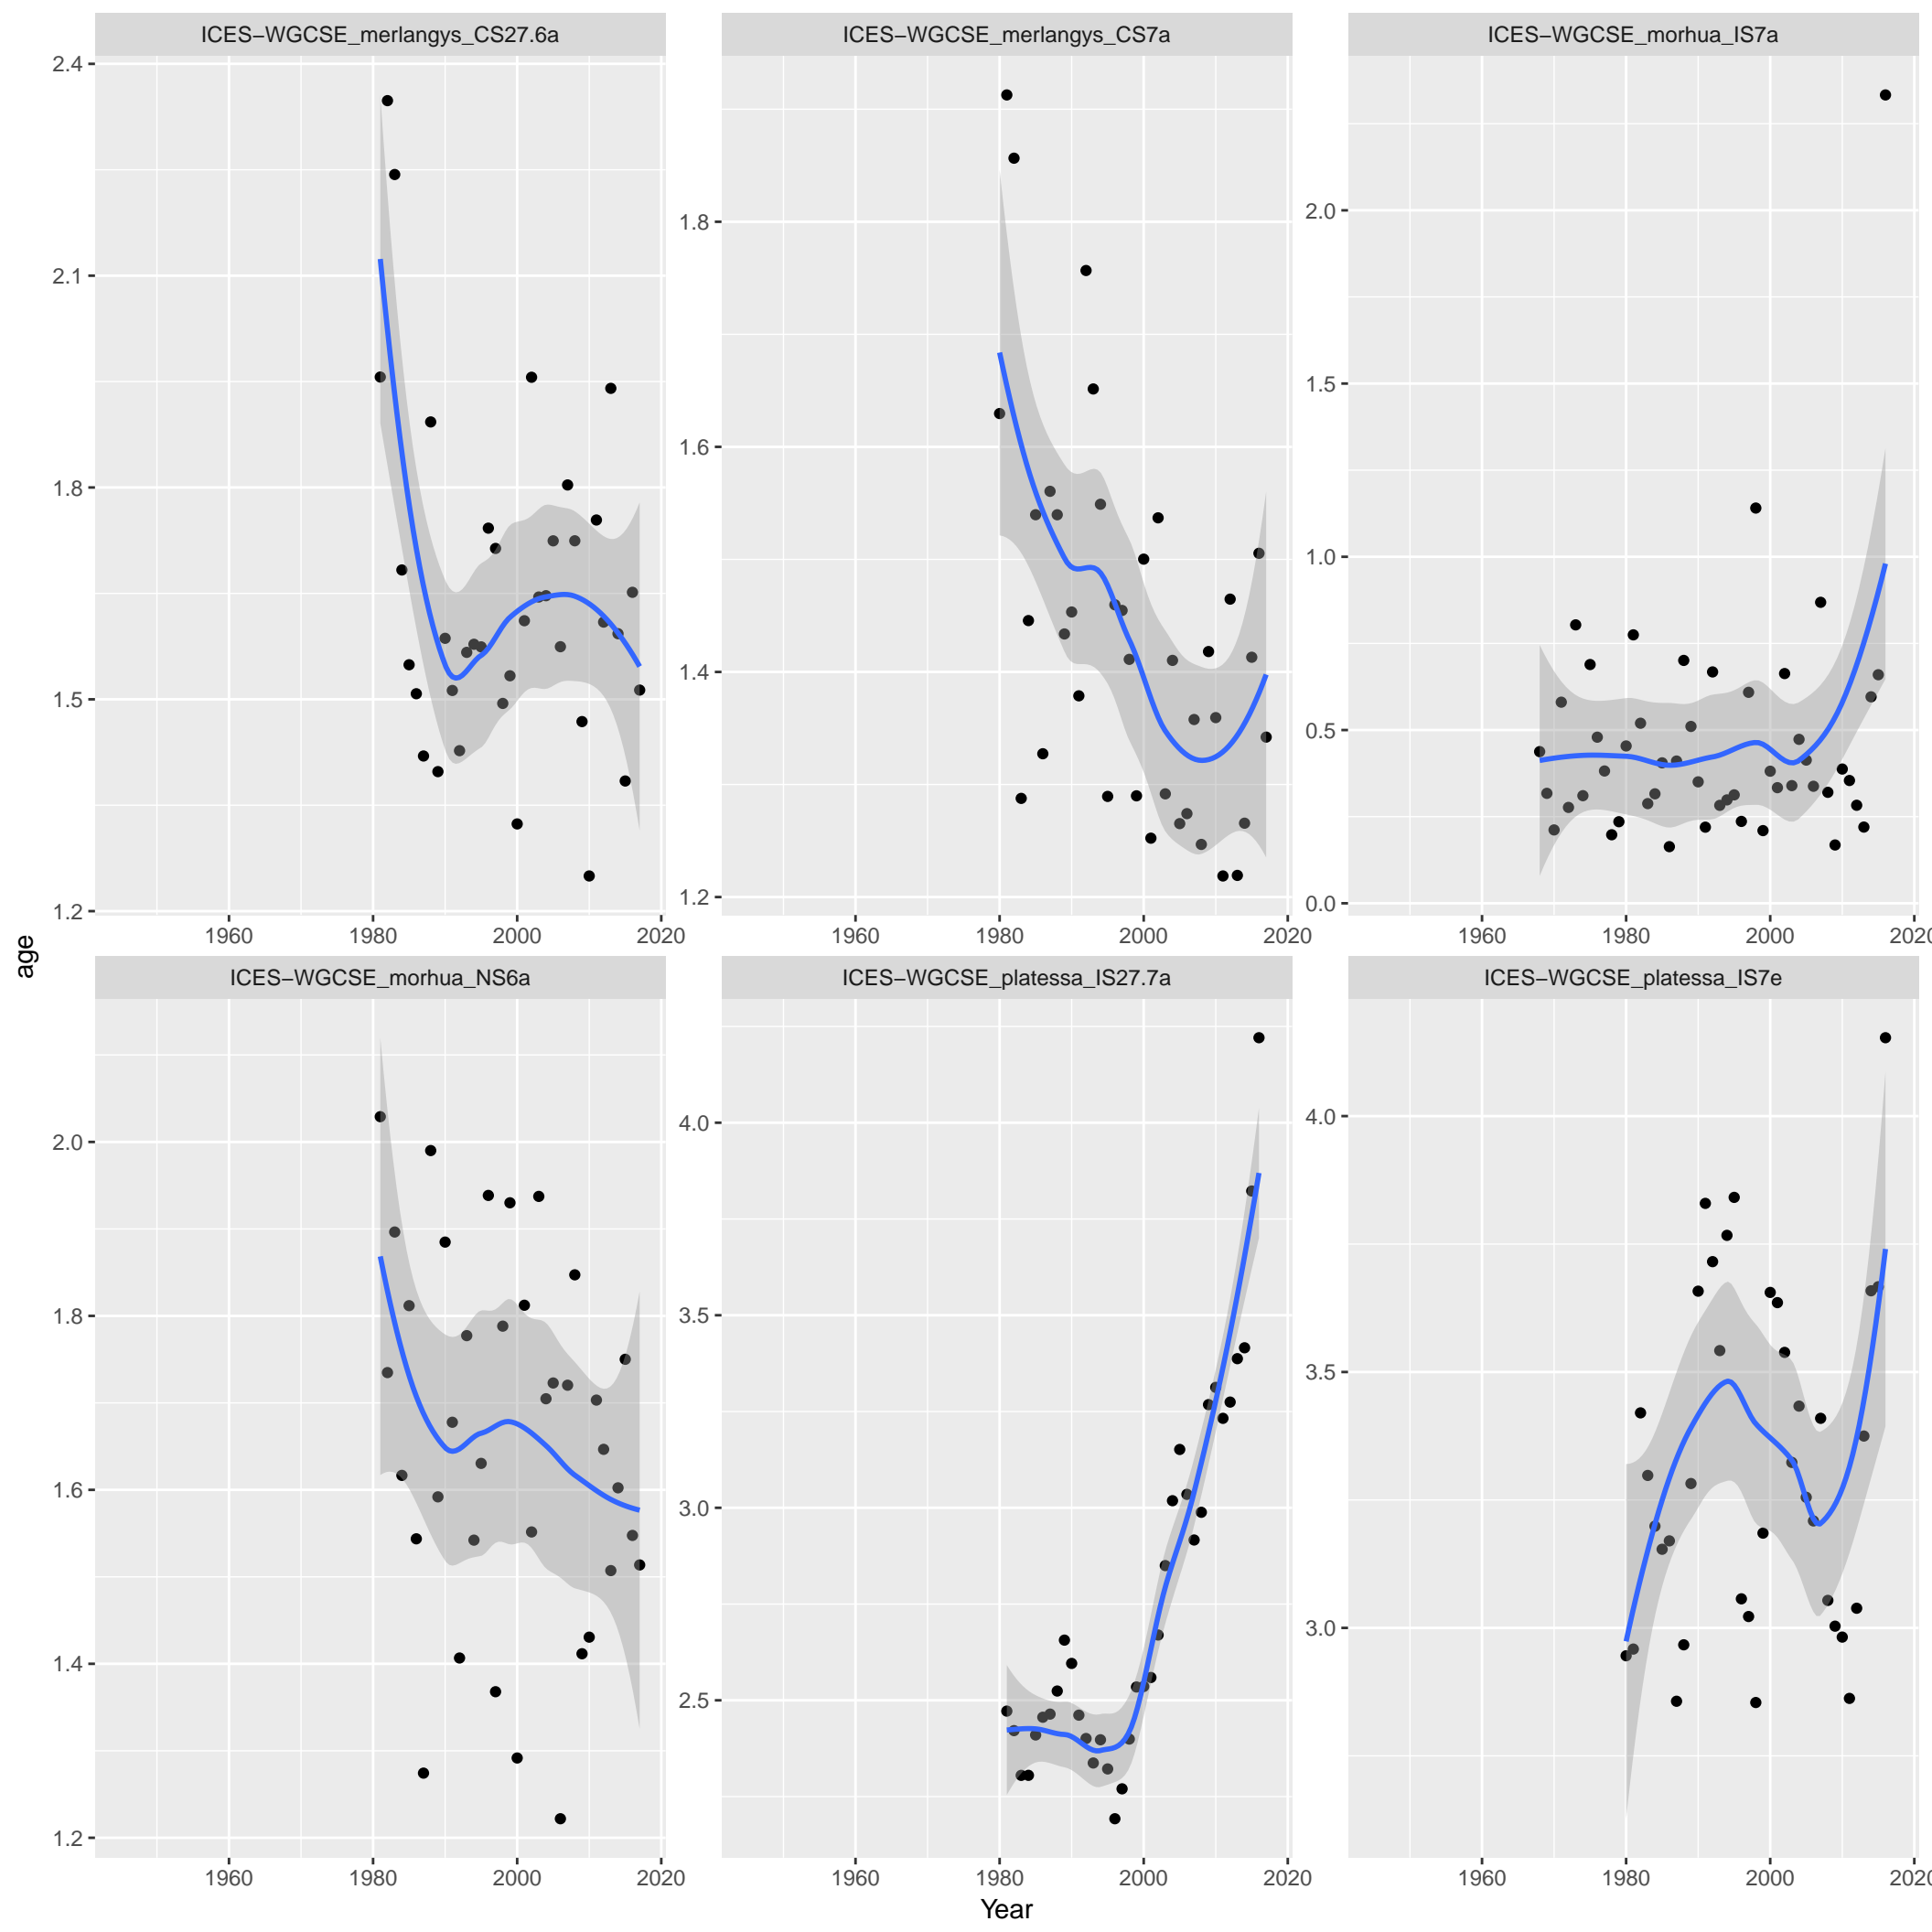 ICES−WGCSE_merlangys_CS27.6a
ICES−WGCSE_merlangys_CS7a
ICES−WGCSE_morhua_IS7a
2.4
2.1
1.8
1.5
1.2
1.8
1.6
1.4
1.2
2.0
1.5
1.0
0.5
0.0
1960 1980 2000 2020
1960 1980 2000 2020
1960 1980 2000 2020
age
ICES−WGCSE_morhua_NS6a
ICES−WGCSE_platessa_IS27.7a
ICES−WGCSE_platessa_IS7e
2.0
1.8
1.6
1.4
1.2
4.0
3.5
3.0
2.5
4.0
3.5
3.0
1960 1980 2000 2020
1960 1980 2000 2020
1960 1980 2000 2020
Year